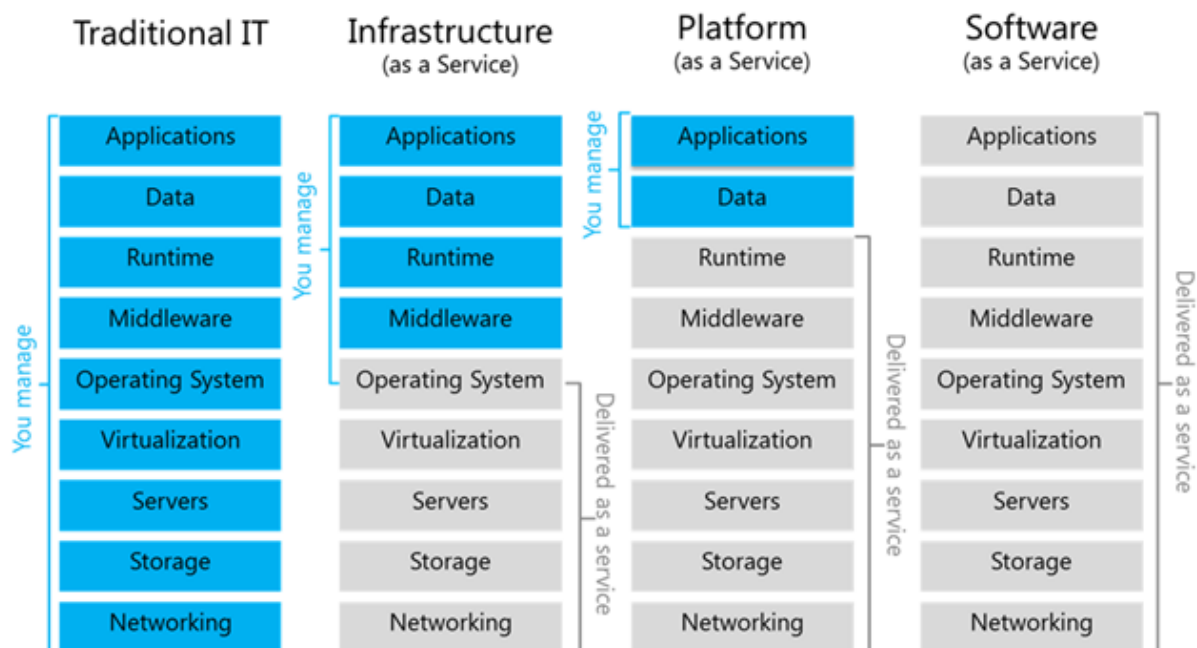 Traditional IT
Infrastructure
(as a Service)
Platform
(as a Service)
Software
(as a Service)
You manage
Applications
Data
Runtime
Middleware
Operating System
Virtualization
Servers
Storage
Networking
You manage
Applications
Data
Runtime
Middleware
Operating System
Virtualization
Servers
Storage
Networking
Delivered as a service
You manage
Applications
Data
Runtime
Middleware
Operating System
Virtualization
Servers
Storage
Networking
Delivered as a service
Applications
Data
Runtime
Middleware
Operating System
Virtualization
Servers
Storage
Networking
Delivered as a service